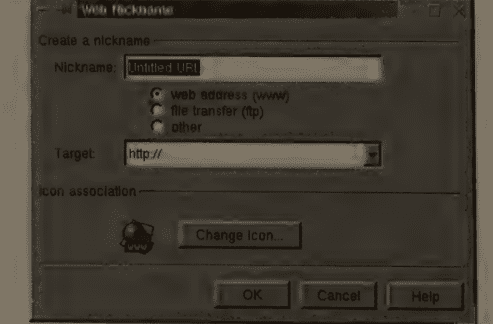 Web Nickname
Create a nickname
Nickname: Untitled URL
web address (www)
file transfer (ftp)
other
Target: http://
Icon association
www
Change Icon...
OK Cancel Help